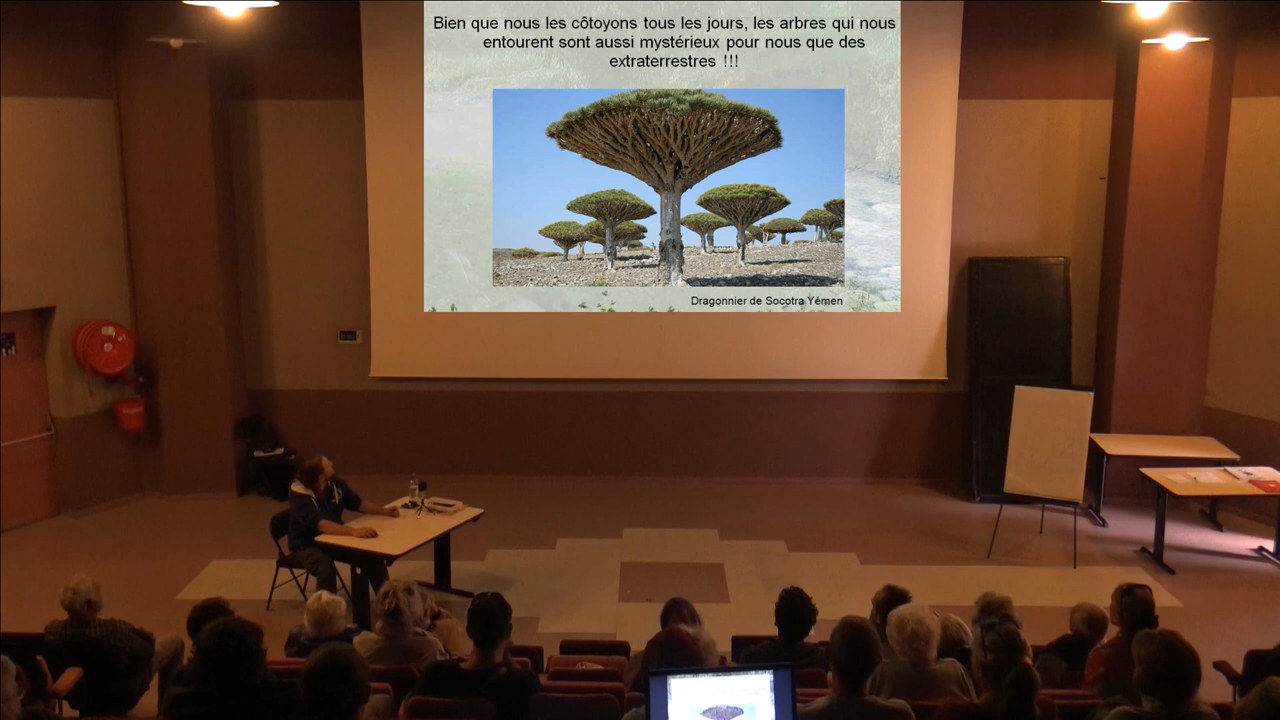 Bien que nous les côtoyons tous les jours, les arbres qui nous
entourent sont aussi mystérieux pour nous que des
extraterrestres !!!
Dragonnier de Socotra Yémen